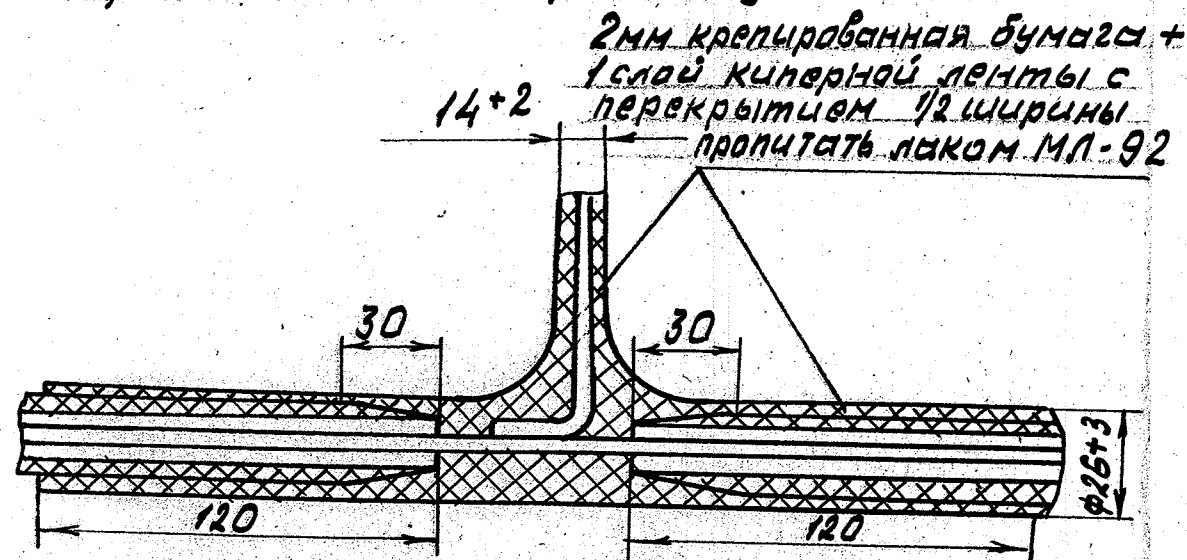 2мм крепированная бумага +
1 слой киперной ленты с
перекрытием 1/2 ширины
пропитать лаком МЛ-92
14+2
30
30
ф26+3
120
120